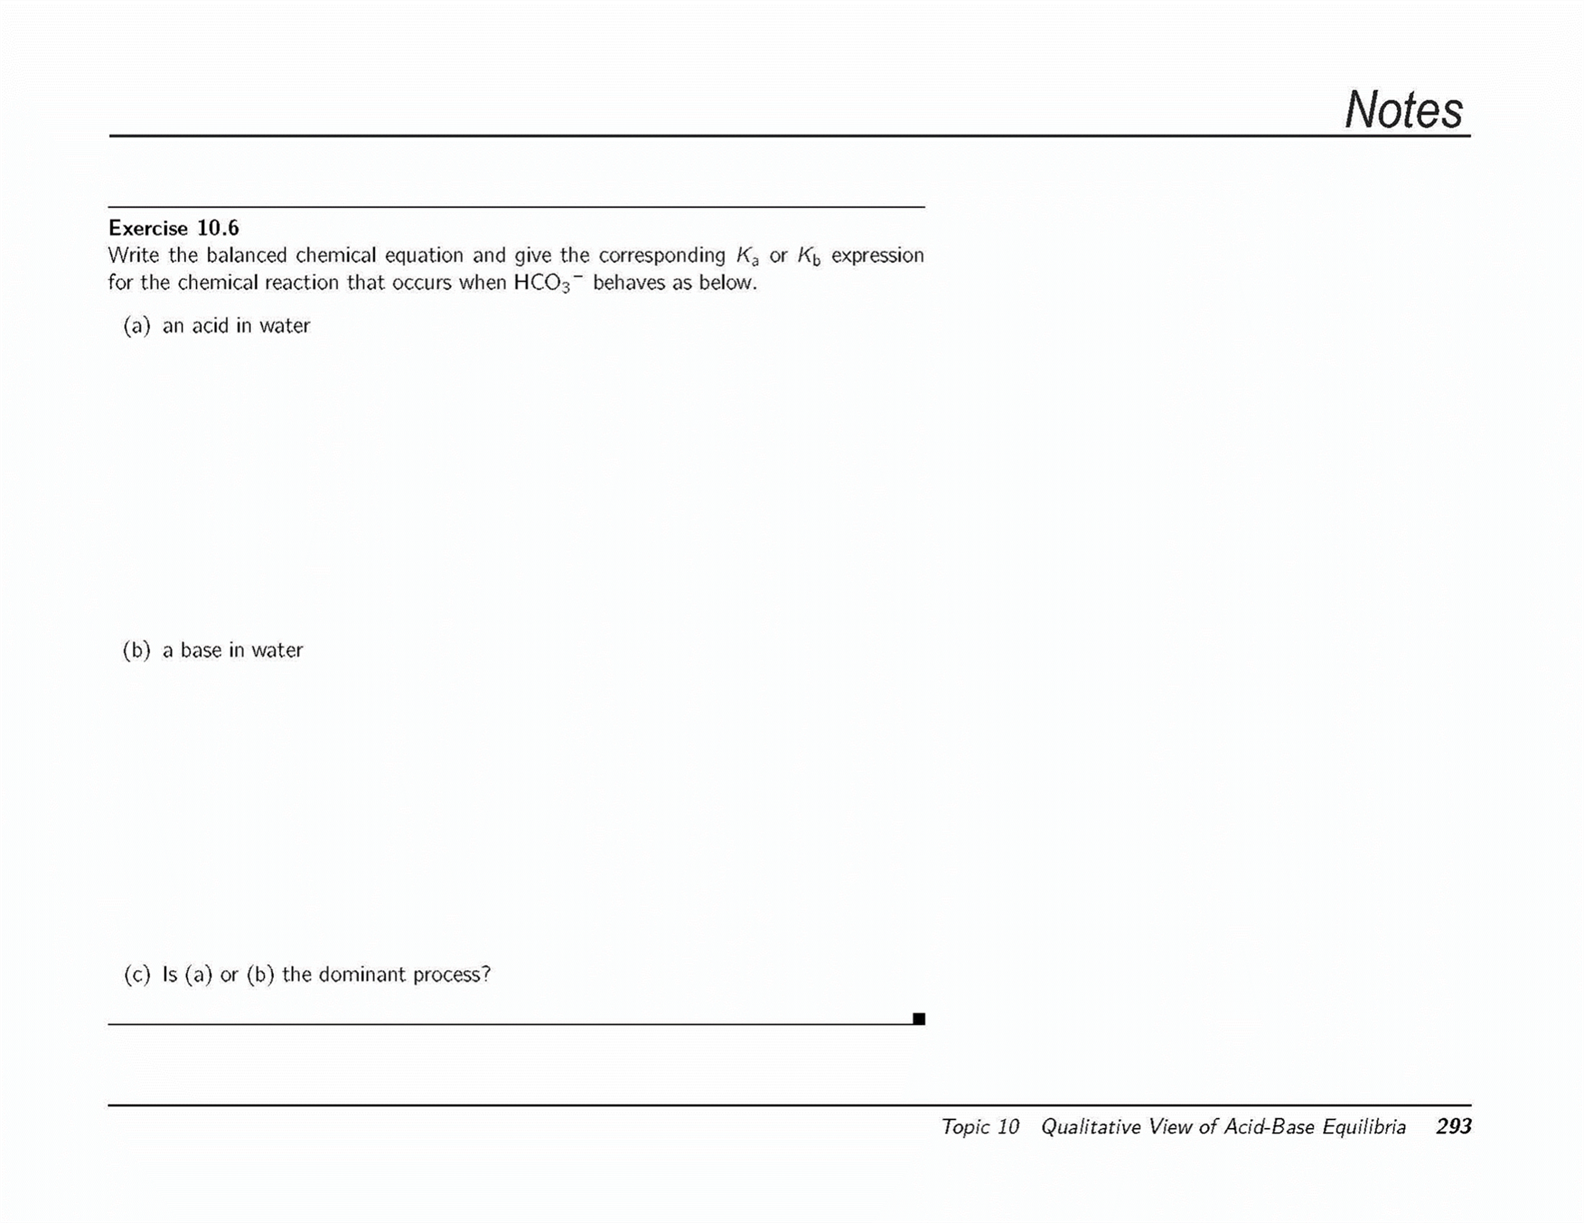 Notes
Exercise 10.6
Write the balanced chemical equation and give the corresponding Kₐ or K_b expression
for the chemical reaction that occurs when HCO₃⁻ behaves as below.
(a) an acid in water
(b) a base in water
(c) Is (a) or (b) the dominant process?
Topic 10 Qualitative View of Acid-Base Equilibria 293